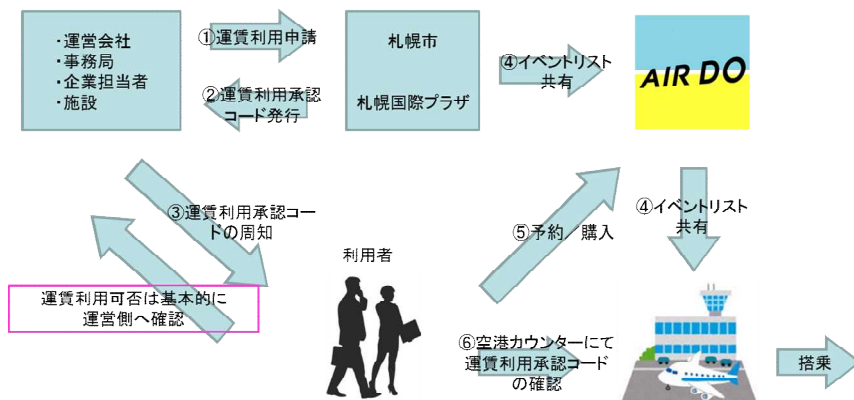 ・運営会社
・事務局
・企業担当者
・施設
①運賃利用申請
②運賃利用承認
コード発行
札幌市
札幌国際プラザ
④イベントリスト
共有
AIR DO
③運賃利用承認コー
ドの周知
利用者
⑤予約／購入
④イベントリスト
共有
運賃利用可否は基本的に
運営側へ確認
⑥空港カウンターにて
運賃利用承認コード
の確認
搭乗